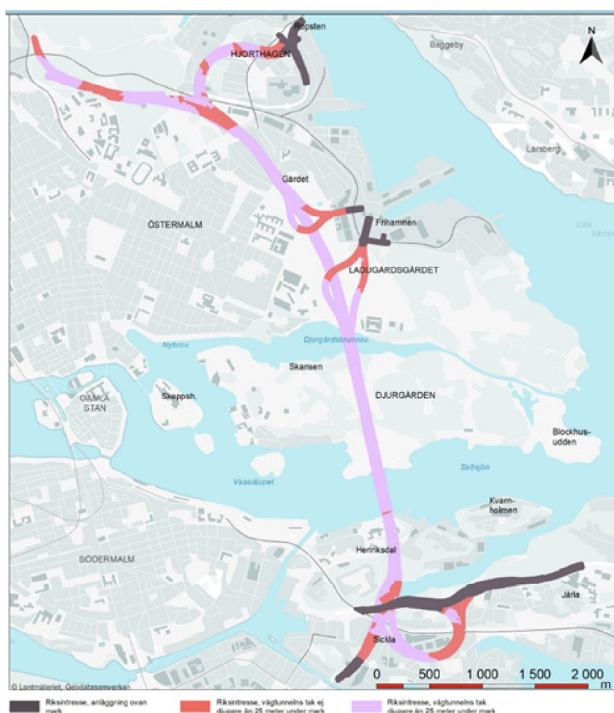 Ropsten
N
HJORTHAGEN
Baggeby
Larsberg
Lilla
Gärdet
ÖSTERMALM
Frihamnen
LADUGÅRDSGÄRDET
Nybrov.
Djurgårdsbrunnsv.
Skansen
GAMLA
STAN
Skeppsh.
DJURGÅRDEN
Blockhus-
udden
Vasadjupet
Saltsjön
Kvarn-
holmen
Henriksdal
SÖDERMALM
Järla
Sickla
0 500 1 000 1 500 2 000
m
© Lantmäteriet, Geodatasamverkan
Riksintresse, anläggning ovan
mark
Riksintresse, vägtunnelns tak ej
djupare än 25 meter under mark
Riksintresse, vägtunnelns tak
djupare än 25 meter under mark